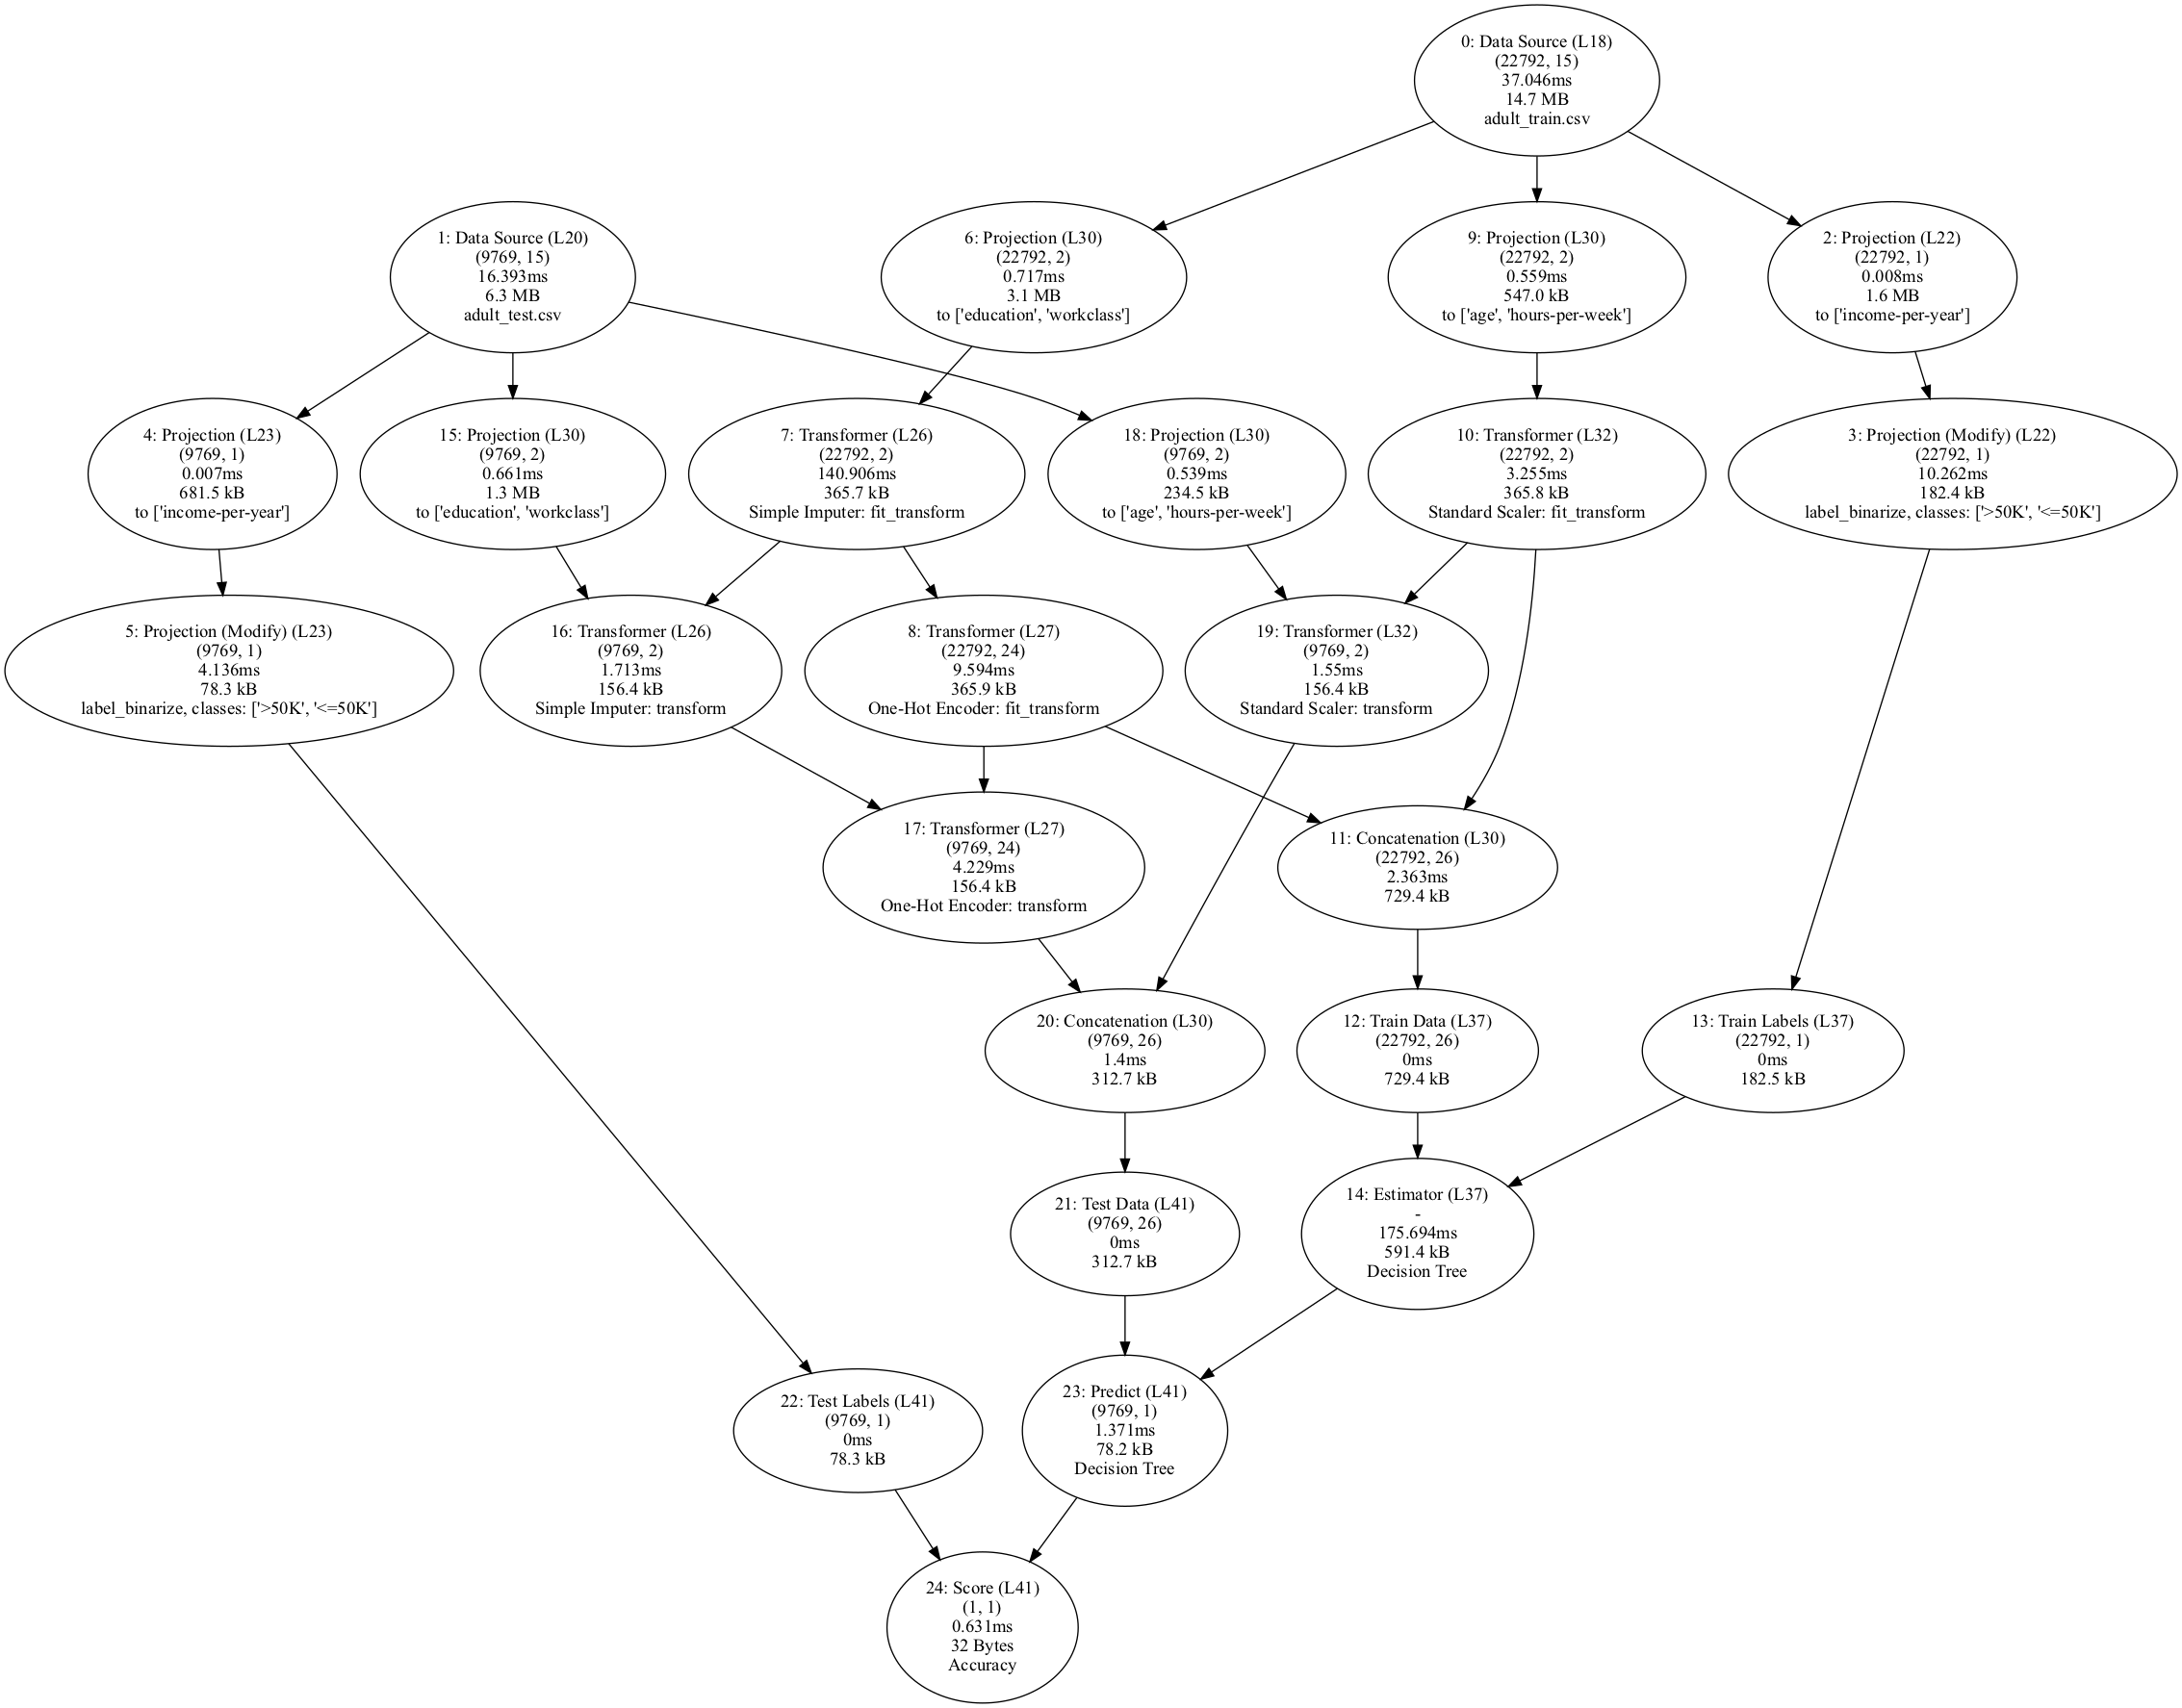 0: Data Source (L18)
(22792, 15)
37.046ms
14.7 MB
adult_train.csv
1: Data Source (L20)
(9769, 15)
16.393ms
6.3 MB
adult_test.csv
6: Projection (L30)
(22792, 2)
0.717ms
3.1 MB
to ['education', 'workclass']
9: Projection (L30)
(22792, 2)
0.559ms
547.0 kB
to ['age', 'hours-per-week']
2: Projection (L22)
(22792, 1)
0.008ms
1.6 MB
to ['income-per-year']
4: Projection (L23)
(9769, 1)
0.007ms
681.5 kB
to ['income-per-year']
15: Projection (L30)
(9769, 2)
0.661ms
1.3 MB
to ['education', 'workclass']
7: Transformer (L26)
(22792, 2)
140.906ms
365.7 kB
Simple Imputer: fit_transform
18: Projection (L30)
(9769, 2)
0.539ms
234.5 kB
to ['age', 'hours-per-week']
10: Transformer (L32)
(22792, 2)
3.255ms
365.8 kB
Standard Scaler: fit_transform
3: Projection (Modify) (L22)
(22792, 1)
10.262ms
182.4 kB
label_binarize, classes: ['>50K', '<=50K']
5: Projection (Modify) (L23)
(9769, 1)
4.136ms
78.3 kB
label_binarize, classes: ['>50K', '<=50K']
16: Transformer (L26)
(9769, 2)
1.713ms
156.4 kB
Simple Imputer: transform
8: Transformer (L27)
(22792, 24)
9.594ms
365.9 kB
One-Hot Encoder: fit_transform
19: Transformer (L32)
(9769, 2)
1.55ms
156.4 kB
Standard Scaler: transform
17: Transformer (L27)
(9769, 24)
4.229ms
156.4 kB
One-Hot Encoder: transform
11: Concatenation (L30)
(22792, 26)
2.363ms
729.4 kB
20: Concatenation (L30)
(9769, 26)
1.4ms
312.7 kB
12: Train Data (L37)
(22792, 26)
0ms
729.4 kB
13: Train Labels (L37)
(22792, 1)
0ms
182.5 kB
21: Test Data (L41)
(9769, 26)
0ms
312.7 kB
14: Estimator (L37)
-
175.694ms
591.4 kB
Decision Tree
22: Test Labels (L41)
(9769, 1)
0ms
78.3 kB
23: Predict (L41)
(9769, 1)
1.371ms
78.2 kB
Decision Tree
24: Score (L41)
(1, 1)
0.631ms
32 Bytes
Accuracy